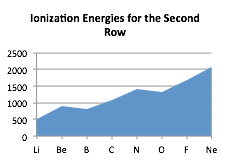 Ionization Energies for the Second
Row
2500
2000
1500
1000
500
0
Li Be B C N O F Ne